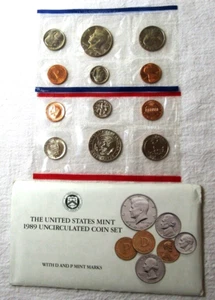 THE UNITED STATES MINT
1989 UNCIRCULATED COIN SET
WITH D AND P MINT MARKS